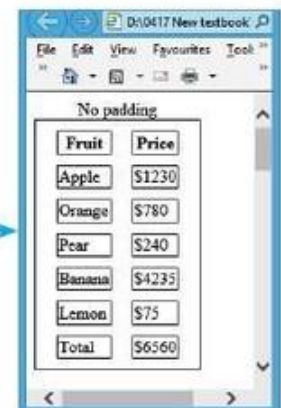 D:\0417 New textbook
File Edit View Favourites Tools
No padding
Fruit Price
Apple $1230
Orange $780
Pear $240
Banana $4235
Lemon $75
Total $6560